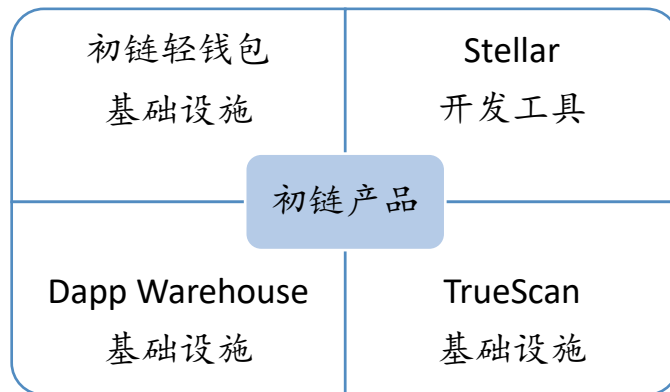 初链轻钱包
基础设施
Stellar
开发工具
初链产品
Dapp Warehouse
基础设施
TrueScan
基础设施